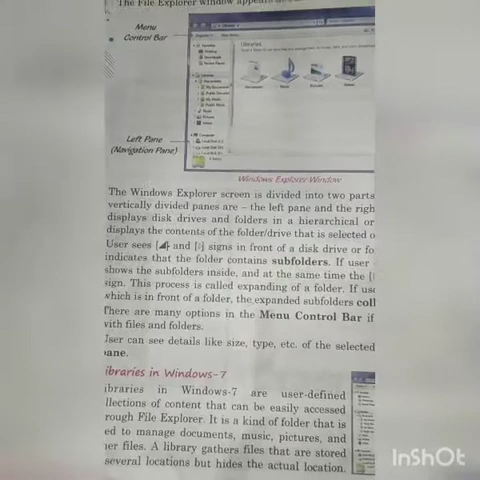 The File Explorer window appears
Menu
Control Bar
Libraries
Left Pane
(Navigation Pane)
Windows Explorer Window
The Windows Explorer screen is divided into two parts
vertically divided panes are – the left pane and the righ
displays disk drives and folders in a hierarchical or
displays the contents of the folder/drive that is selected o
User sees [◢] and [▷] signs in front of a disk drive or fo
indicates that the folder contains subfolders. If user
shows the subfolders inside, and at the same time the [
sign. This process is called expanding of a folder. If use
which is in front of a folder, the expanded subfolders coll
There are many options in the Menu Control Bar if
with files and folders.
User can see details like size, type, etc. of the selected
pane.
ibraries in Windows-7
ibraries in Windows-7 are user-defined
llections of content that can be easily accessed
rough File Explorer. It is a kind of folder that is
ed to manage documents, music, pictures, and
her files. A library gathers files that are stored
several locations but hides the actual location.
InShOt